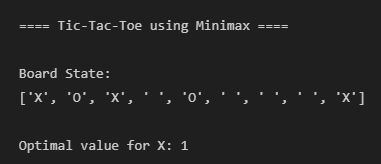 ==== Tic-Tac-Toe using Minimax ====
Board State:
['X', 'O', 'X', ' ', 'O', ' ', ' ', ' ', 'X']
Optimal value for X: 1